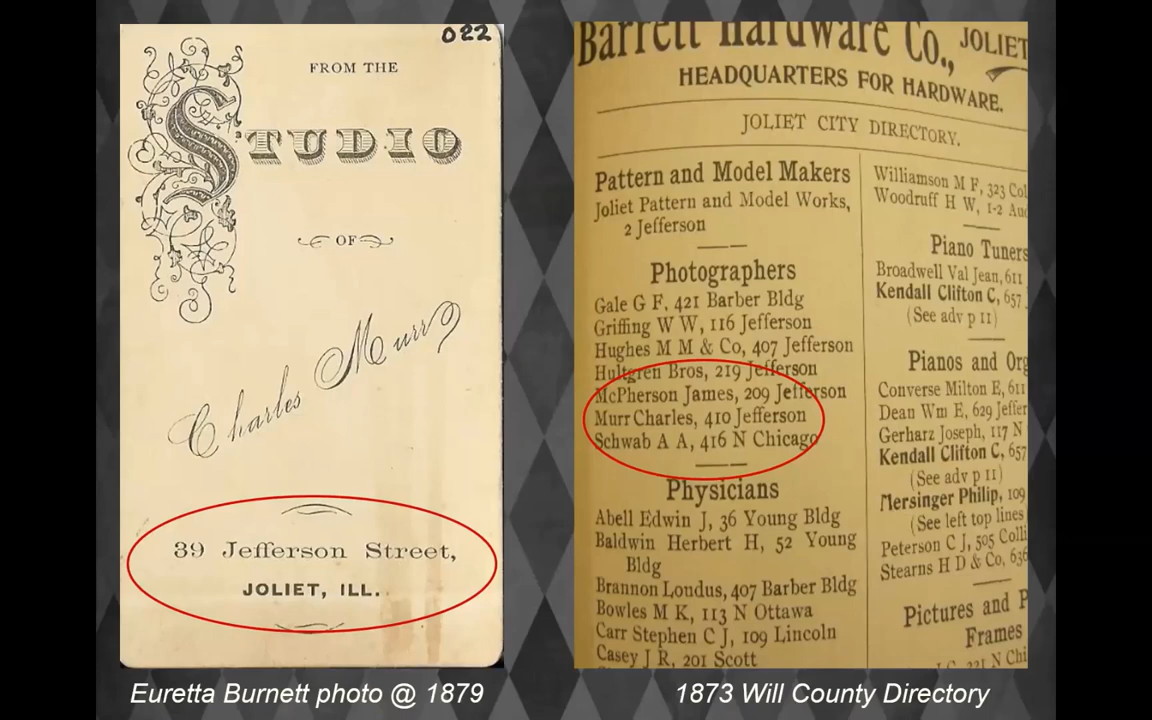 022
FROM THE
STUDIO
OF
Charles Murr
39 Jefferson Street,
JOLIET, ILL.
Euretta Burnett photo @ 1879
Barrett Hardware Co., JOLIET
HEADQUARTERS FOR HARDWARE.
JOLIET CITY DIRECTORY.
Pattern and Model Makers
Joliet Pattern and Model Works,
2 Jefferson
Photographers
Gale G F, 421 Barber Bldg
Griffing W W, 116 Jefferson
Hughes M M & Co, 407 Jefferson
Hultgren Bros, 219 Jefferson
McPherson James, 209 Jefferson
Murr Charles, 410 Jefferson
Schwab A A, 416 N Chicago
Physicians
Abell Edwin J, 36 Young Bldg
Baldwin Herbert H, 52 Young
Bldg
Brannon Loudus, 407 Barber Bldg
Bowles M K, 113 N Ottawa
Carr Stephen C J, 109 Lincoln
Casey J R, 201 Scott
Williamson M F, 323
Woodruff H W, 1-2
Piano Tuners
Broadwell Val Jean, 611
Kendall Clifton C, 657
(See adv p 11)
Pianos and
Converse Milton E, 611
Dean Wm E, 629
Gerharz Joseph, 117 N
Kendall Clifton C, 657
(See adv p 11)
Mersinger Philip, 109
(See left top lines
Peterson C J, 505
Stearns H D & Co, 636
Pictures and
Frames
221 N
1873 Will County Directory